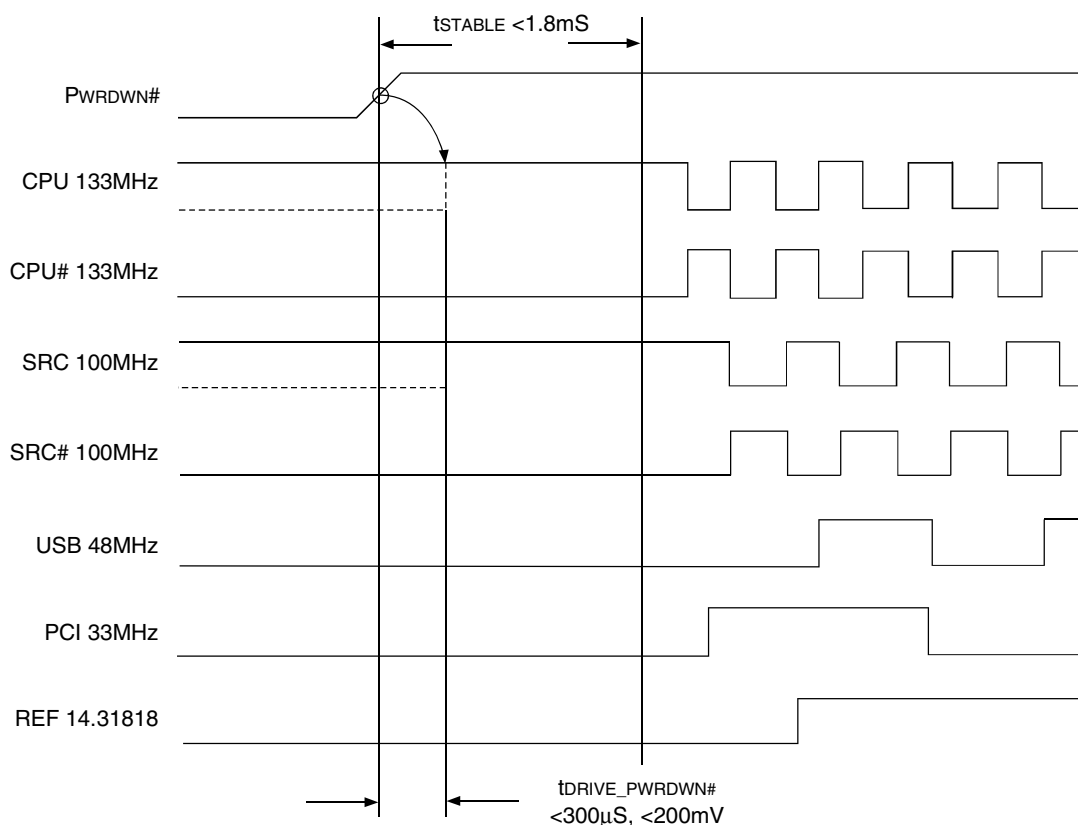 tSTABLE <1.8mS
PWRDWN#
CPU 133MHz
CPU# 133MHz
SRC 100MHz
SRC# 100MHz
USB 48MHz
PCI 33MHz
REF 14.31818
tDRIVE_PWRDWN#
<300µS, <200mV